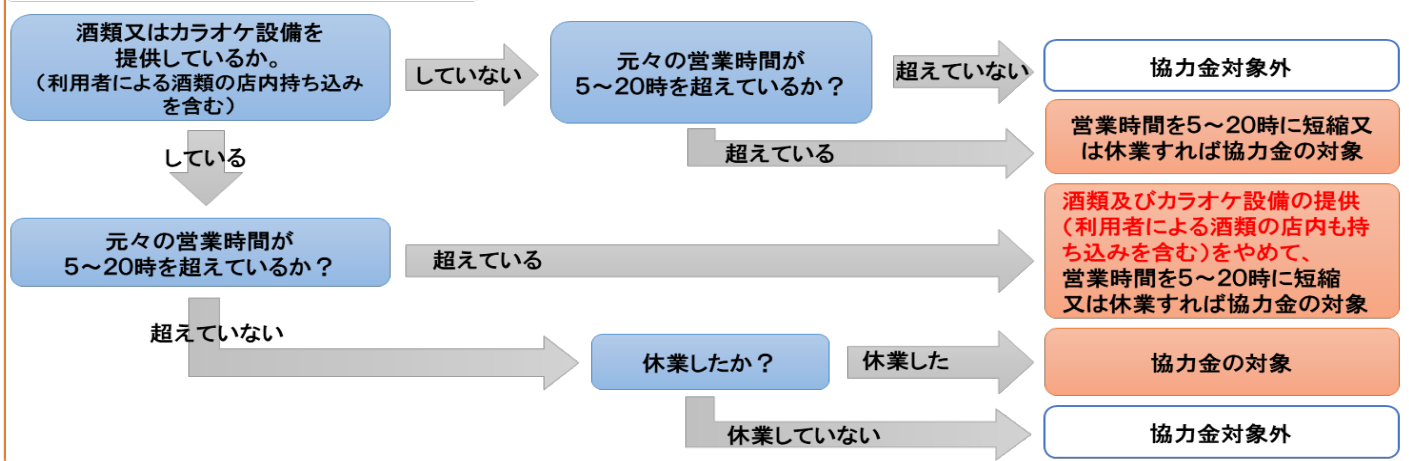 酒類又はカラオケ設備を
提供しているか。
（利用者による酒類の店内持ち込み
を含む）
していない
元々の営業時間が
5～20時を超えているか？
超えていない
協力金対象外
超えている
営業時間を5～20時に短縮又
は休業すれば協力金の対象
している
元々の営業時間が
5～20時を超えているか？
超えている
酒類及びカラオケ設備の提供
（利用者による酒類の店内も持
ち込みを含む）をやめて、
営業時間を5～20時に短縮
又は休業すれば協力金の対象
超えていない
休業したか？
休業した
協力金の対象
休業していない
協力金対象外